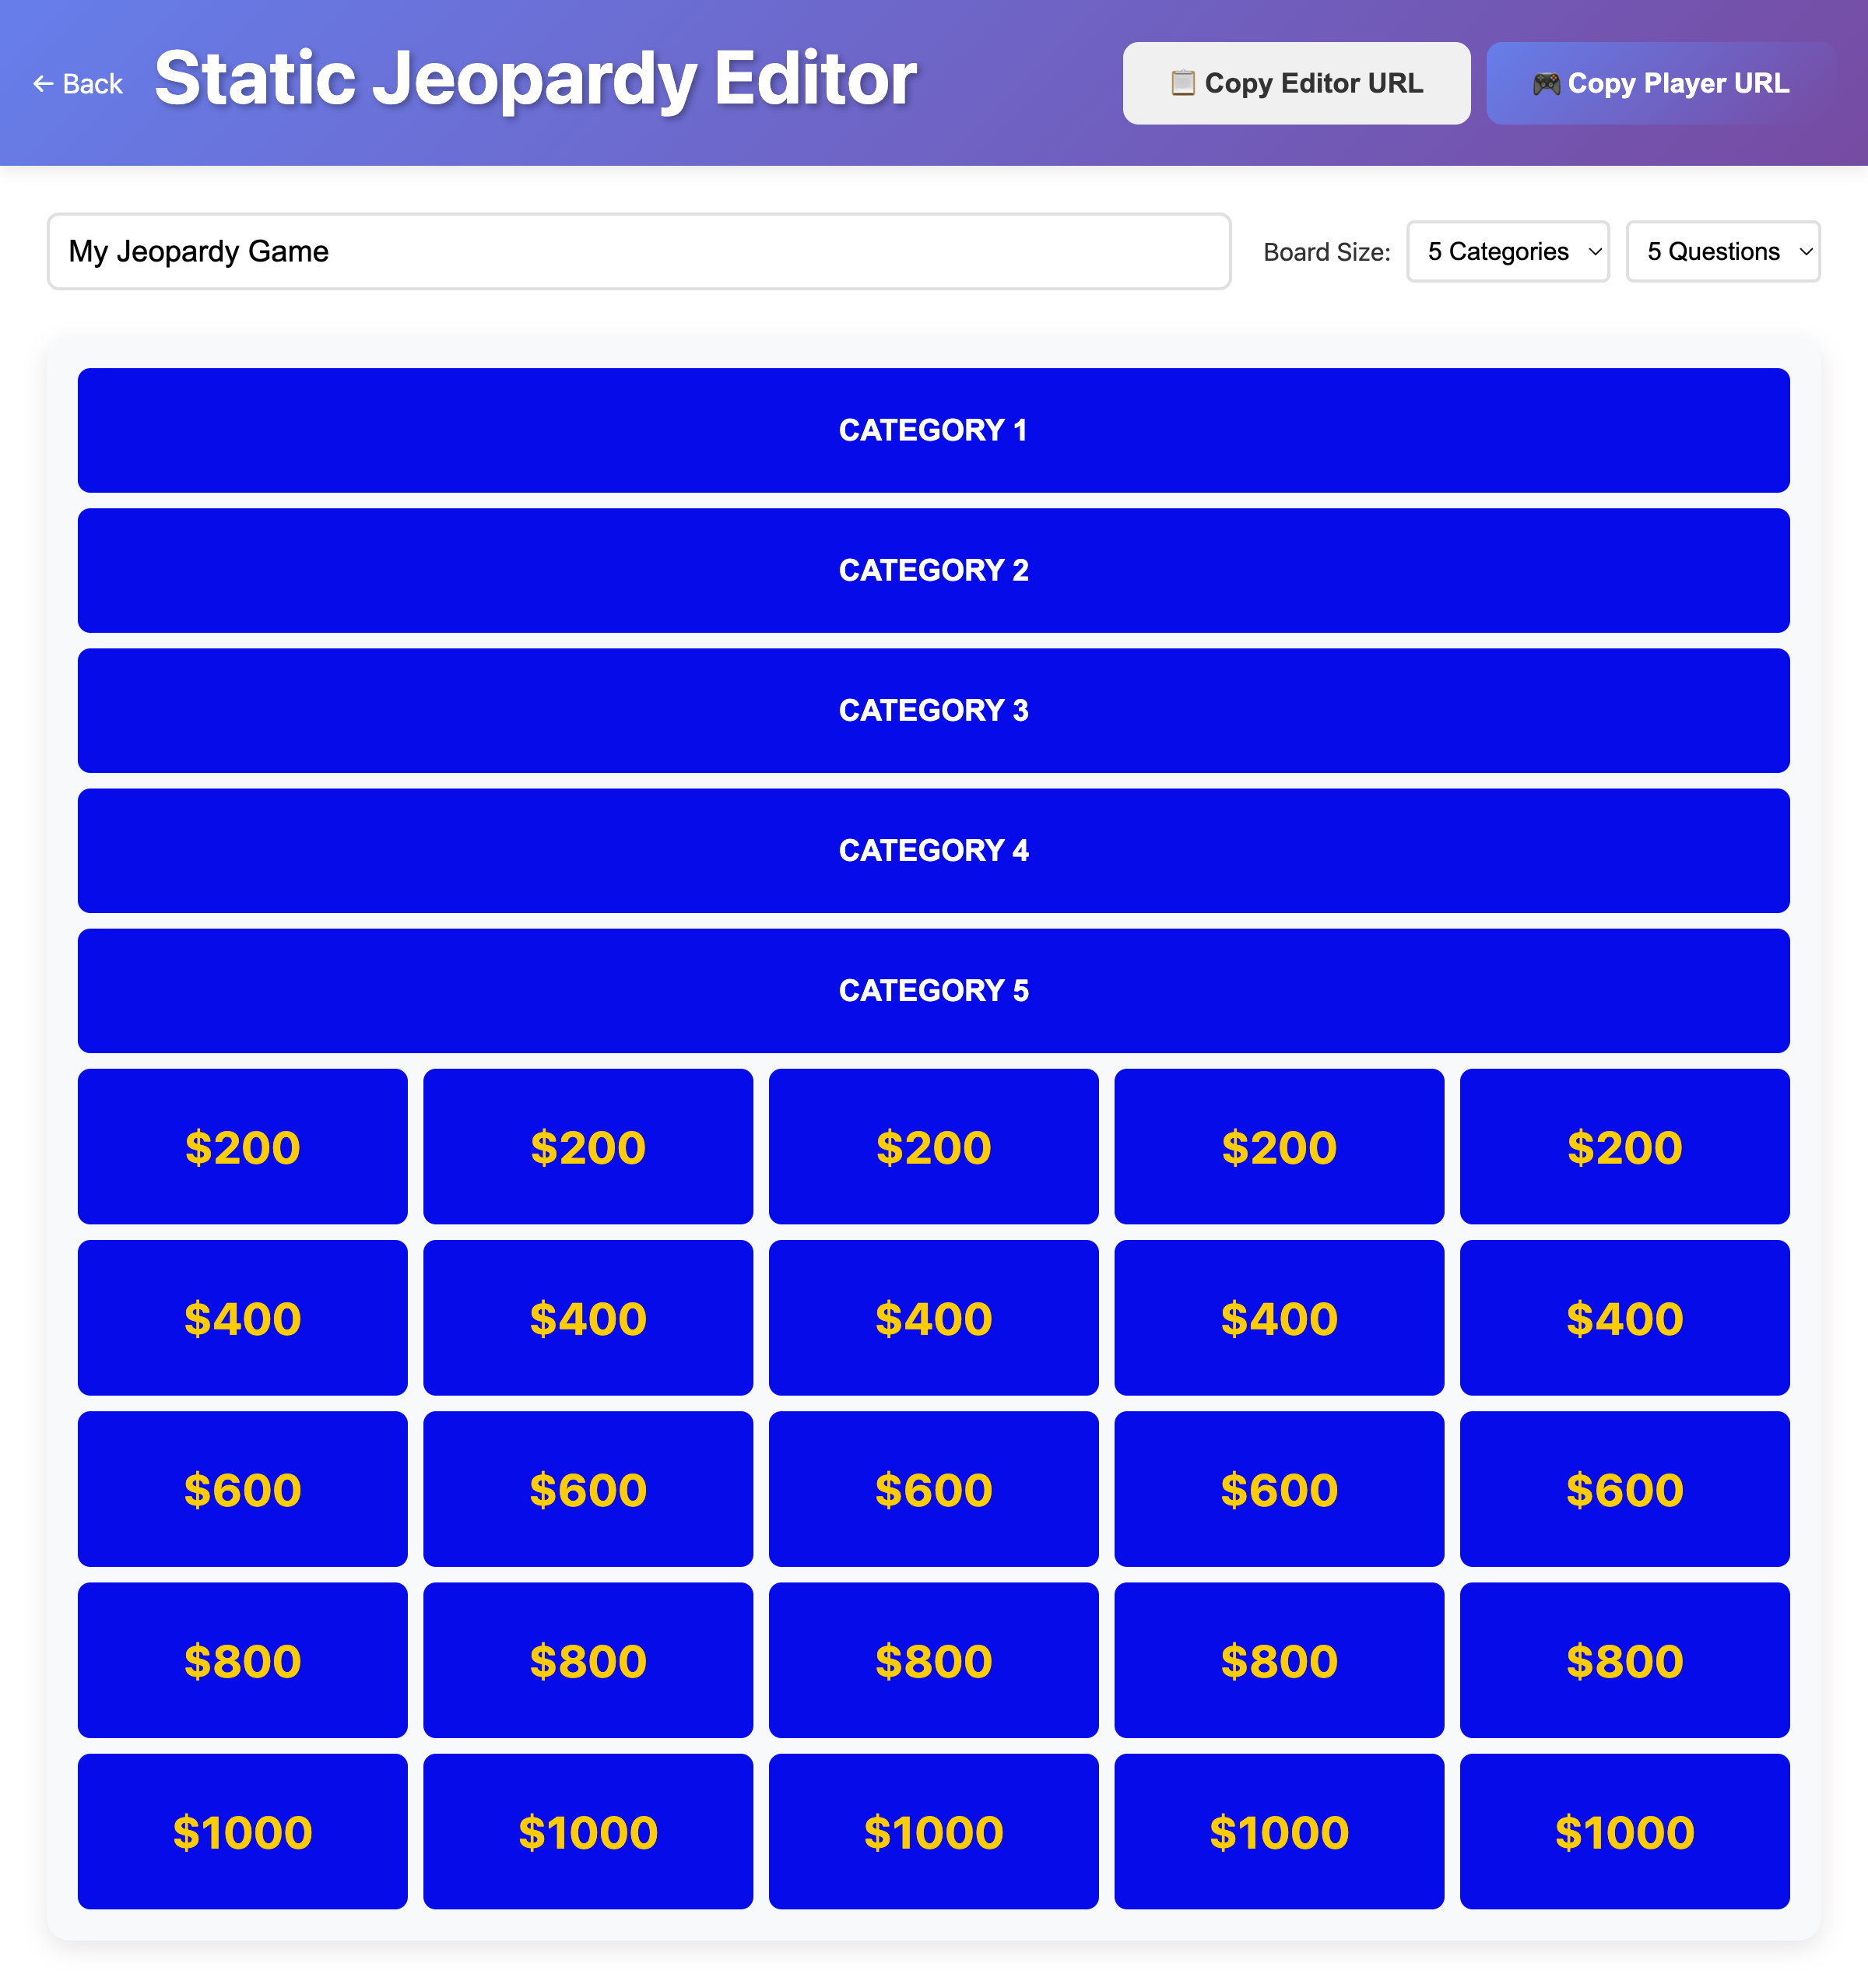 ← Back
Static Jeopardy Editor
📋 Copy Editor URL
🎮 Copy Player URL
My Jeopardy Game
Board Size:
5 Categories
5 Questions
CATEGORY 1
CATEGORY 2
CATEGORY 3
CATEGORY 4
CATEGORY 5
$200 $200 $200 $200 $200
$400 $400 $400 $400 $400
$600 $600 $600 $600 $600
$800 $800 $800 $800 $800
$1000 $1000 $1000 $1000 $1000